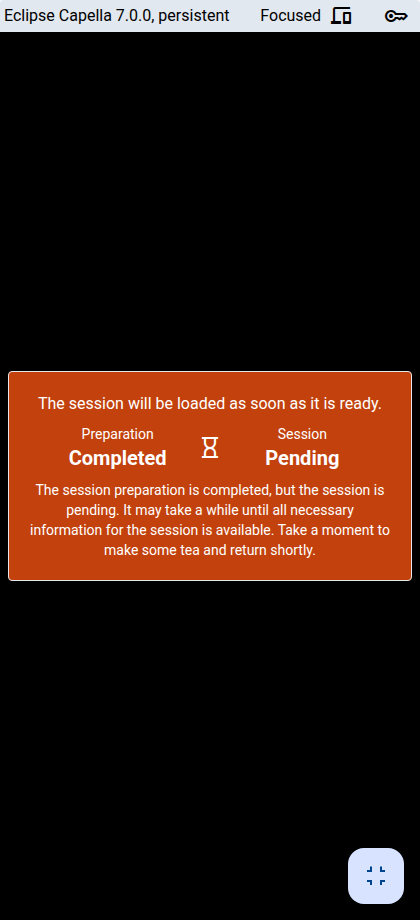 Eclipse Capella 7.0.0, persistent Focused
The session will be loaded as soon as it is ready.
Preparation Session
Completed Pending
The session preparation is completed, but the session is
pending. It may take a while until all necessary
information for the session is available. Take a moment to
make some tea and return shortly.